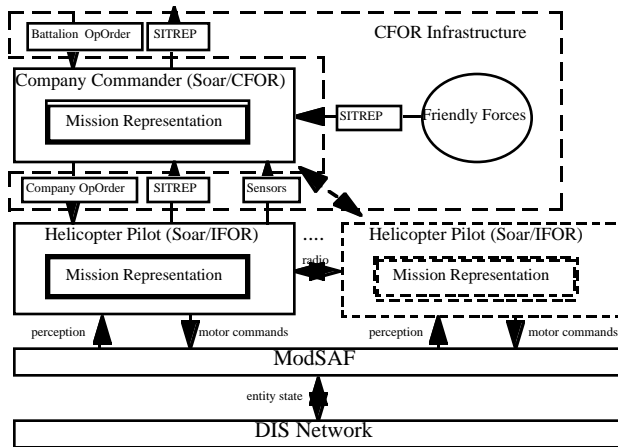 Battalion OpOrder
SITREP
CFOR Infrastructure
Company Commander (Soar/CFOR)
Mission Representation
SITREP
Friendly Forces
Company OpOrder
SITREP
Sensors
Helicopter Pilot (Soar/IFOR)
....
Helicopter Pilot (Soar/IFOR)
radio
Mission Representation
Mission Representation
perception
motor commands
perception
motor commands
ModSAF
entity state
DIS Network